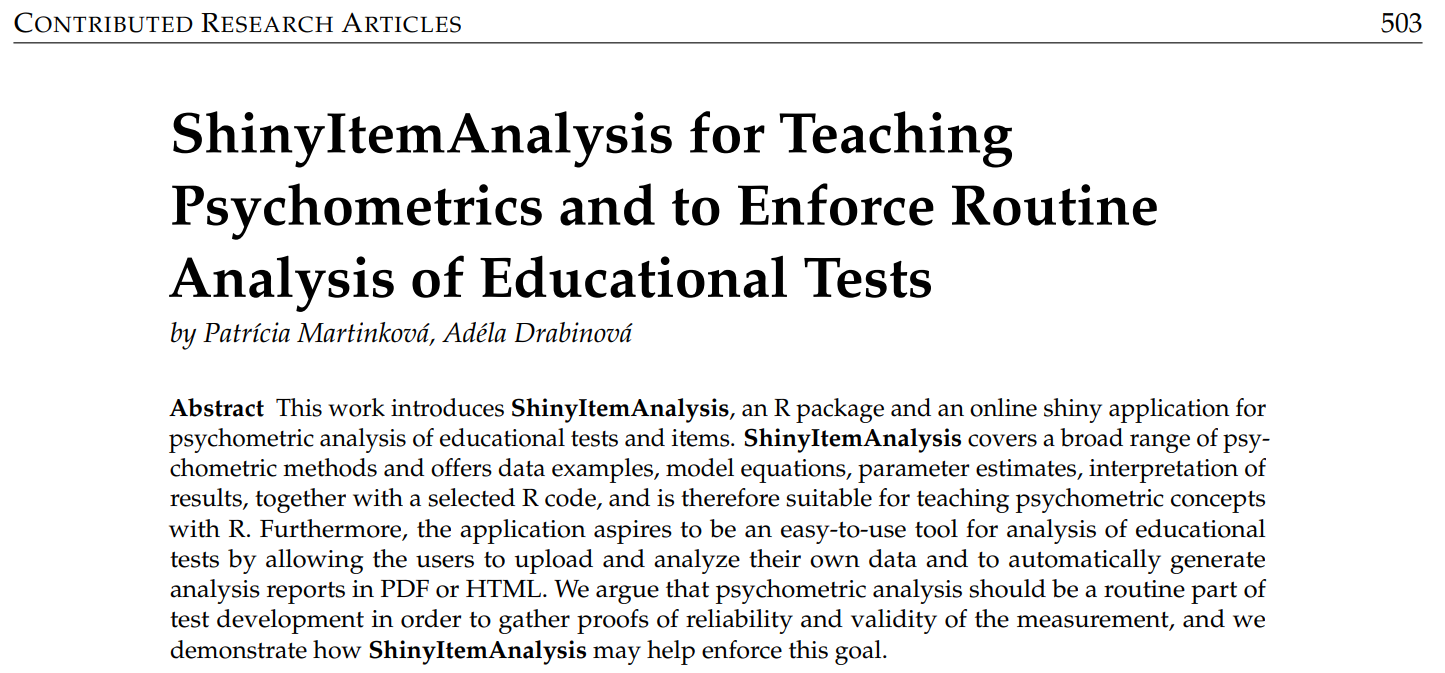 CONTRIBUTED RESEARCH ARTICLES 503
ShinyItemAnalysis for Teaching
Psychometrics and to Enforce Routine
Analysis of Educational Tests
by Patrícia Martinková, Adéla Drabinová
Abstract This work introduces ShinyItemAnalysis, an R package and an online shiny application for
psychometric analysis of educational tests and items. ShinyItemAnalysis covers a broad range of psy-
chometric methods and offers data examples, model equations, parameter estimates, interpretation of
results, together with a selected R code, and is therefore suitable for teaching psychometric concepts
with R. Furthermore, the application aspires to be an easy-to-use tool for analysis of educational
tests by allowing the users to upload and analyze their own data and to automatically generate
analysis reports in PDF or HTML. We argue that psychometric analysis should be a routine part of
test development in order to gather proofs of reliability and validity of the measurement, and we
demonstrate how ShinyItemAnalysis may help enforce this goal.